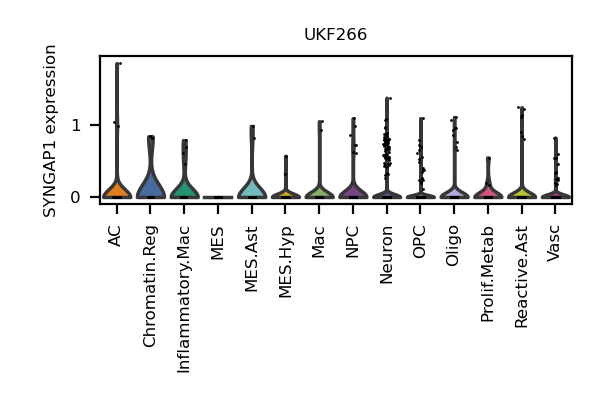 UKF266
SYNGAP1 expression
1
0
AC
Chromatin.Reg
Inflammatory.Mac
MES
MES.Ast
MES.Hyp
Mac
NPC
Neuron
OPC
Oligo
Prolif.Metab
Reactive.Ast
Vasc